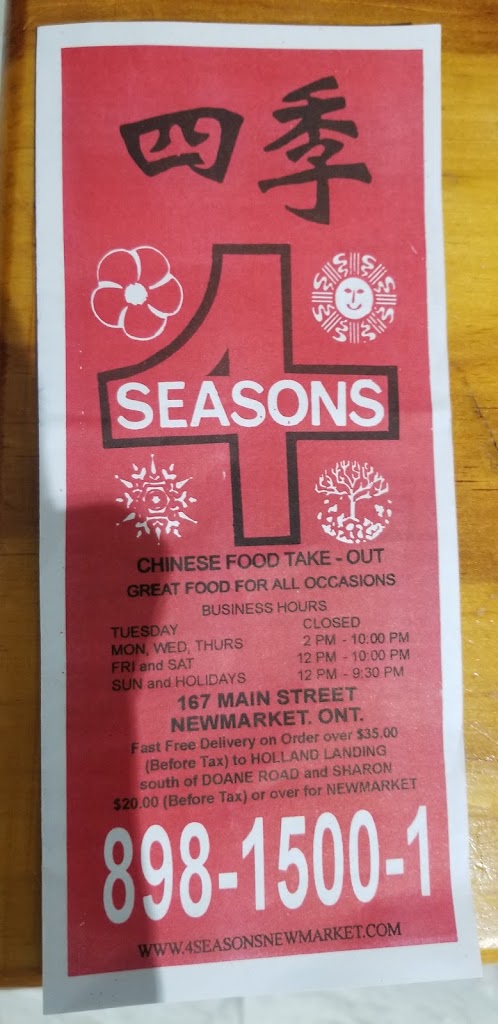 四季
4
SEASONS
CHINESE FOOD TAKE - OUT
GREAT FOOD FOR ALL OCCASIONS
BUSINESS HOURS
TUESDAY CLOSED
MON, WED, THURS 2 PM - 10:00 PM
FRI and SAT 12 PM - 10:00 PM
SUN and HOLIDAYS 12 PM - 9:30 PM
167 MAIN STREET
NEWMARKET. ONT.
Fast Free Delivery on Order over $35.00
(Before Tax) to HOLLAND LANDING
south of DOANE ROAD and SHARON
$20.00 (Before Tax) or over for NEWMARKET
898-1500-1
WWW.4SEASONSNEWMARKET.COM